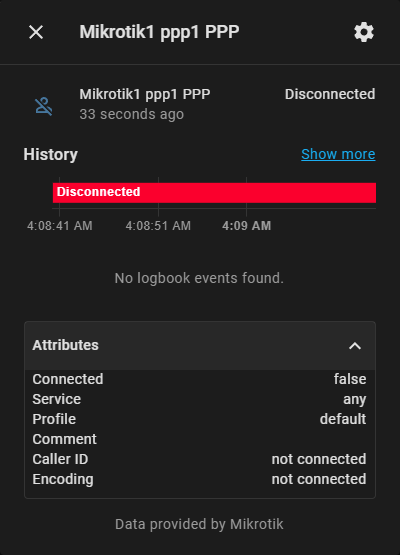 Mikrotik1 ppp1 PPP
Mikrotik1 ppp1 PPP Disconnected
33 seconds ago
History Show more
Disconnected
4:08:41 AM 4:08:51 AM 4:09 AM
No logbook events found.
Attributes
Connected false
Service any
Profile default
Comment
Caller ID not connected
Encoding not connected
Data provided by Mikrotik